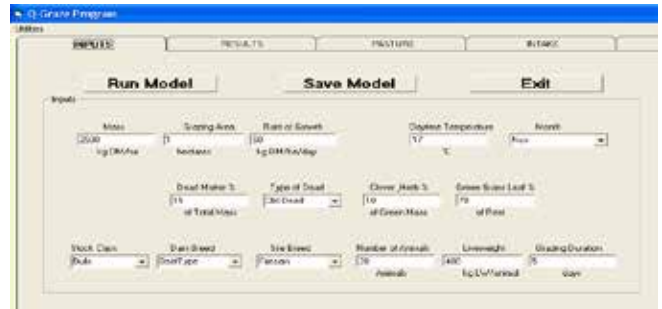 Q-Graze Program
Utilities
INPUTS RESULTS PASTURE INTAKE
Run Model Save Model Exit
Inputs
Mass Grazing Area Rate of Growth Daytime Temperature Month
2500 1 50 17 Nov
kg DM/ha hectares kg DM/ha/day °C
Dead Matter % Type of Dead Clover, Herb % Green Grass Leaf %
15 Old Dead 10 70
of Total Mass of Green Mass of Rest
Stock Class Dam Breed Sire Breed Number of Animals Liveweight Grazing Duration
Bulls Friesian 20 400 5
Animals kg LW/animal days